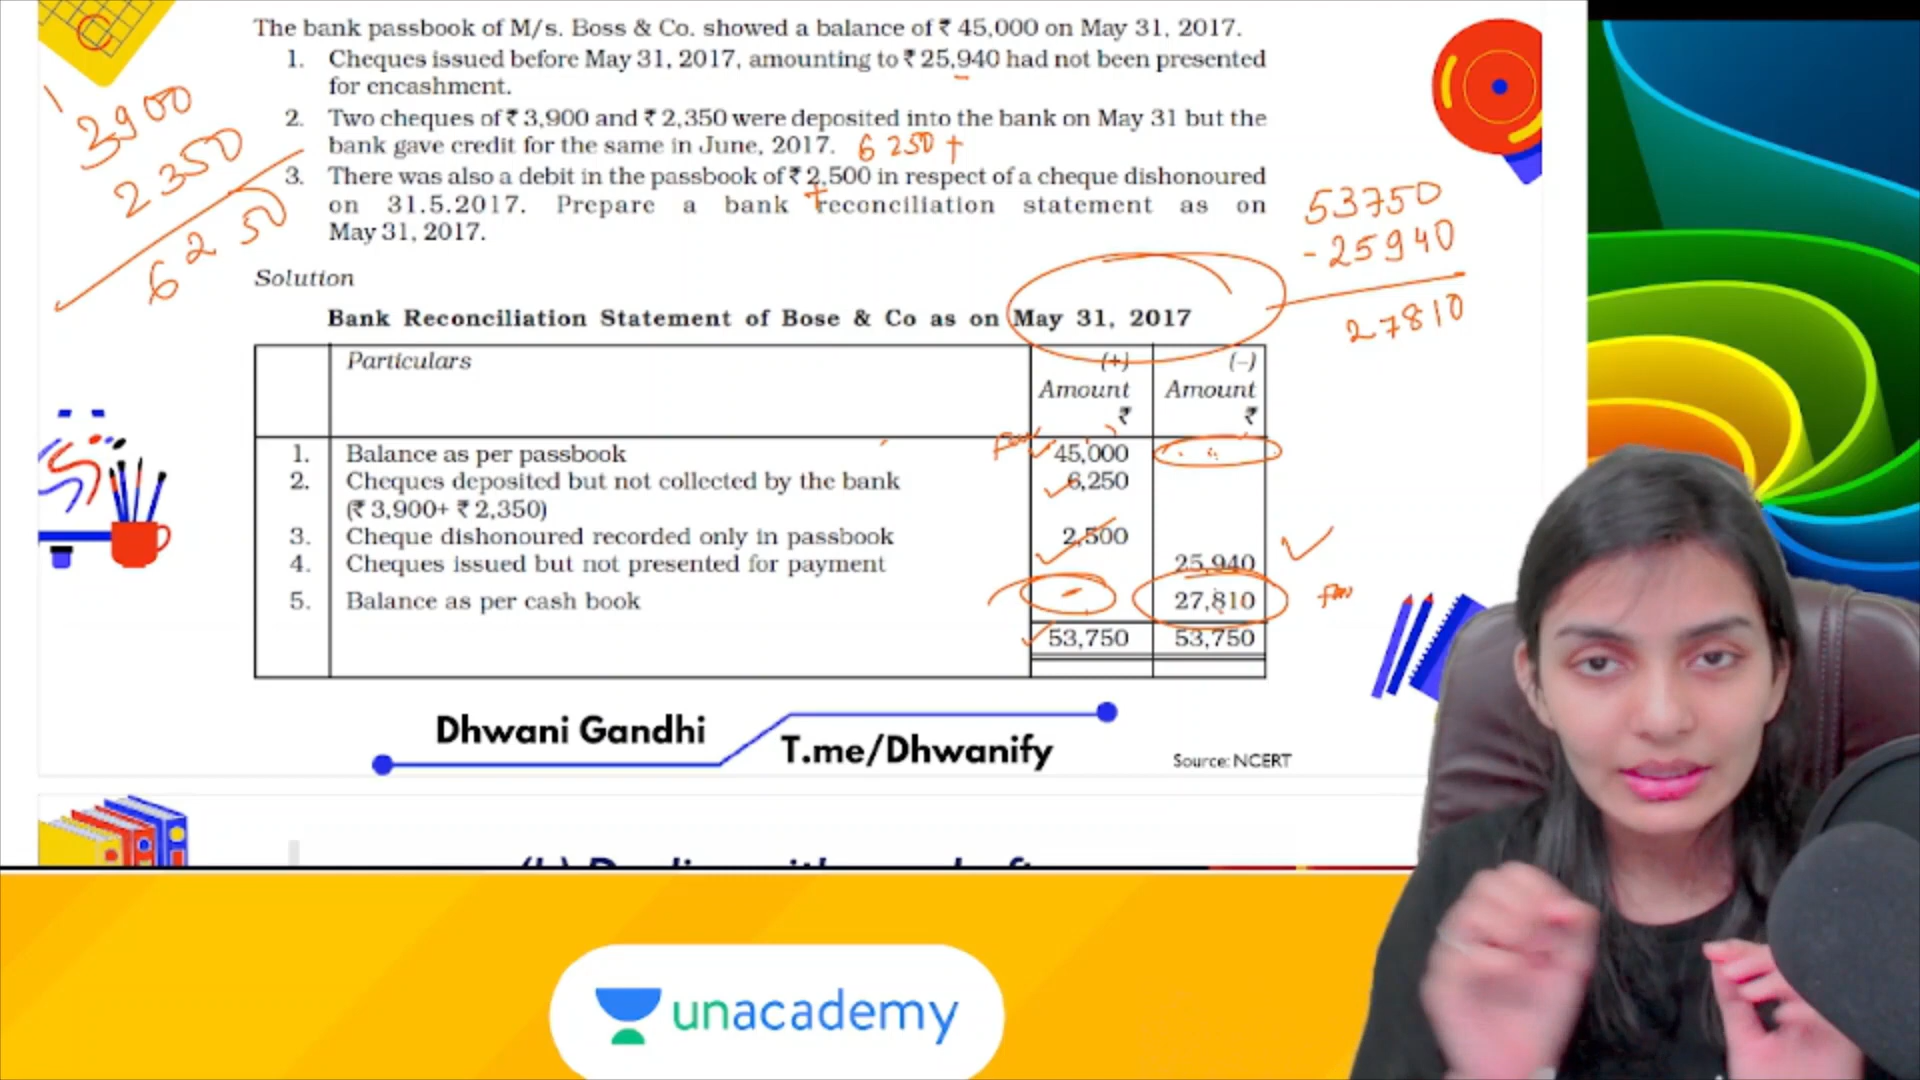 The bank passbook of M/s. Boss & Co. showed a balance of ₹ 45,000 on May 31, 2017.
1. Cheques issued before May 31, 2017, amounting to ₹ 25,940 had not been presented
for encashment.
2. Two cheques of ₹ 3,900 and ₹ 2,350 were deposited into the bank on May 31 but the
bank gave credit for the same in June, 2017. 6250 +
3. There was also a debit in the passbook of ₹ 2,500 in respect of a cheque dishonoured
on 31.5.2017. Prepare a bank reconciliation statement as on
May 31, 2017.
1
3900
2350
6250
53750
-25940
27810
Solution
Bank Reconciliation Statement of Bose & Co as on May 31, 2017
Particulars (+) (–)
Amount Amount
₹ ₹
1. Balance as per passbook 45,000
2. Cheques deposited but not collected by the bank 6,250
(₹ 3,900+ ₹ 2,350)
3. Cheque dishonoured recorded only in passbook 2,500
4. Cheques issued but not presented for payment 25,940
5. Balance as per cash book 27,810
53,750 53,750
Dhwani Gandhi
T.me/Dhwanify
Source: NCERT
unacademy